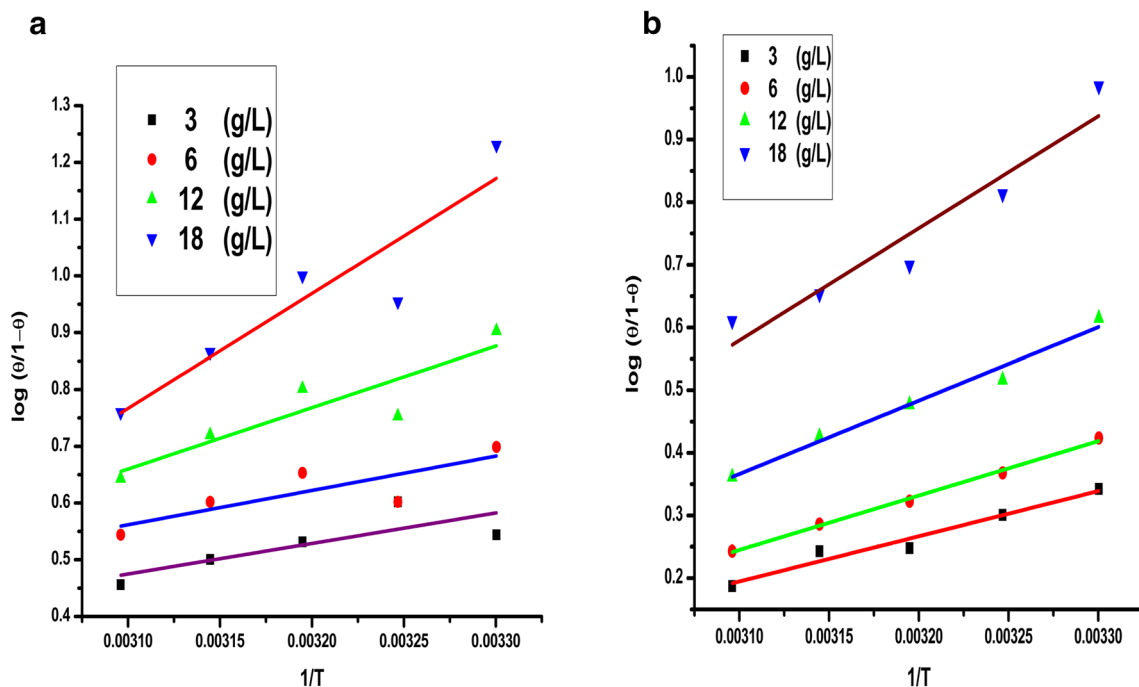 a
3 (g/L)
6 (g/L)
12 (g/L)
18 (g/L)
1.3
1.2
1.1
1.0
0.9
0.8
0.7
0.6
0.5
0.4
log (θ/1−θ)
0.00310 0.00315 0.00320 0.00325 0.00330
1/T
b
3 (g/L)
6 (g/L)
12 (g/L)
18 (g/L)
1.0
0.9
0.8
0.7
0.6
0.5
0.4
0.3
0.2
log (θ/1-θ)
0.00310 0.00315 0.00320 0.00325 0.00330
1/T